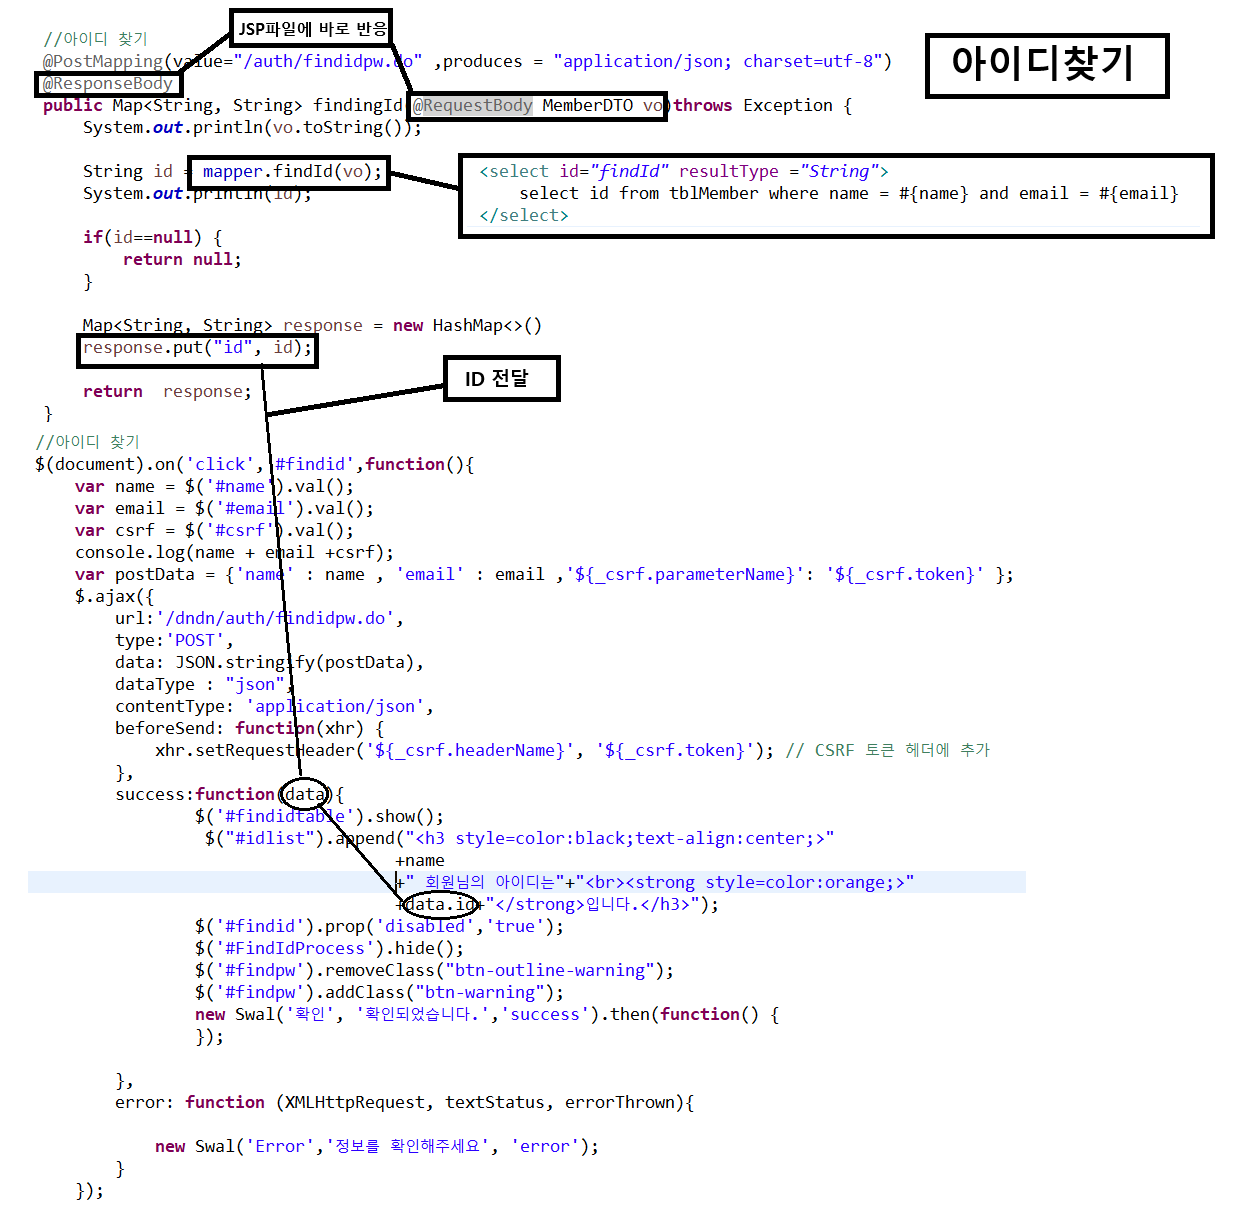 JSP파일에 바로 반응
아이디찾기
//아이디 찾기
@PostMapping(value="/auth/findidpw.do" ,produces = "application/json; charset=utf-8")
@ResponseBody
public Map<String, String> findingId(@RequestBody MemberDTO vo)throws Exception {
System.out.println(vo.toString());
String id = mapper.findId(vo);
System.out.println(id);
<select id="findId" resultType ="String">
select id from tblMember where name = #{name} and email = #{email}
</select>
if(id==null) {
return null;
}
Map<String, String> response = new HashMap<>()
response.put("id", id);
ID 전달
return  response;
}
//아이디 찾기
$(document).on('click','#findid',function(){
var name = $('#name').val();
var email = $('#email').val();
var csrf = $('#csrf').val();
console.log(name + email +csrf);
var postData = {'name' : name , 'email' : email ,'${_csrf.parameterName}': '${_csrf.token}' };
$.ajax({
url:'/dndn/auth/findidpw.do',
type:'POST',
data: JSON.stringify(postData),
dataType : "json",
contentType: 'application/json',
beforeSend: function(xhr) {
xhr.setRequestHeader('${_csrf.headerName}', '${_csrf.token}'); // CSRF 토큰 헤더에 추가
},
success:function(data){
$('#findidtable').show();
$("#idlist").append("<h3 style=color:black;text-align:center;>"
+name
+" 회원님의 아이디는"+"<br><strong style=color:orange;>"
+data.id+"</strong>입니다.</h3>");
$('#findid').prop('disabled','true');
$('#FindIdProcess').hide();
$('#findpw').removeClass("btn-outline-warning");
$('#findpw').addClass("btn-warning");
new Swal('확인', '확인되었습니다.','success').then(function() {
});
},
error: function (XMLHttpRequest, textStatus, errorThrown){
new Swal('Error','정보를 확인해주세요', 'error');
}
});